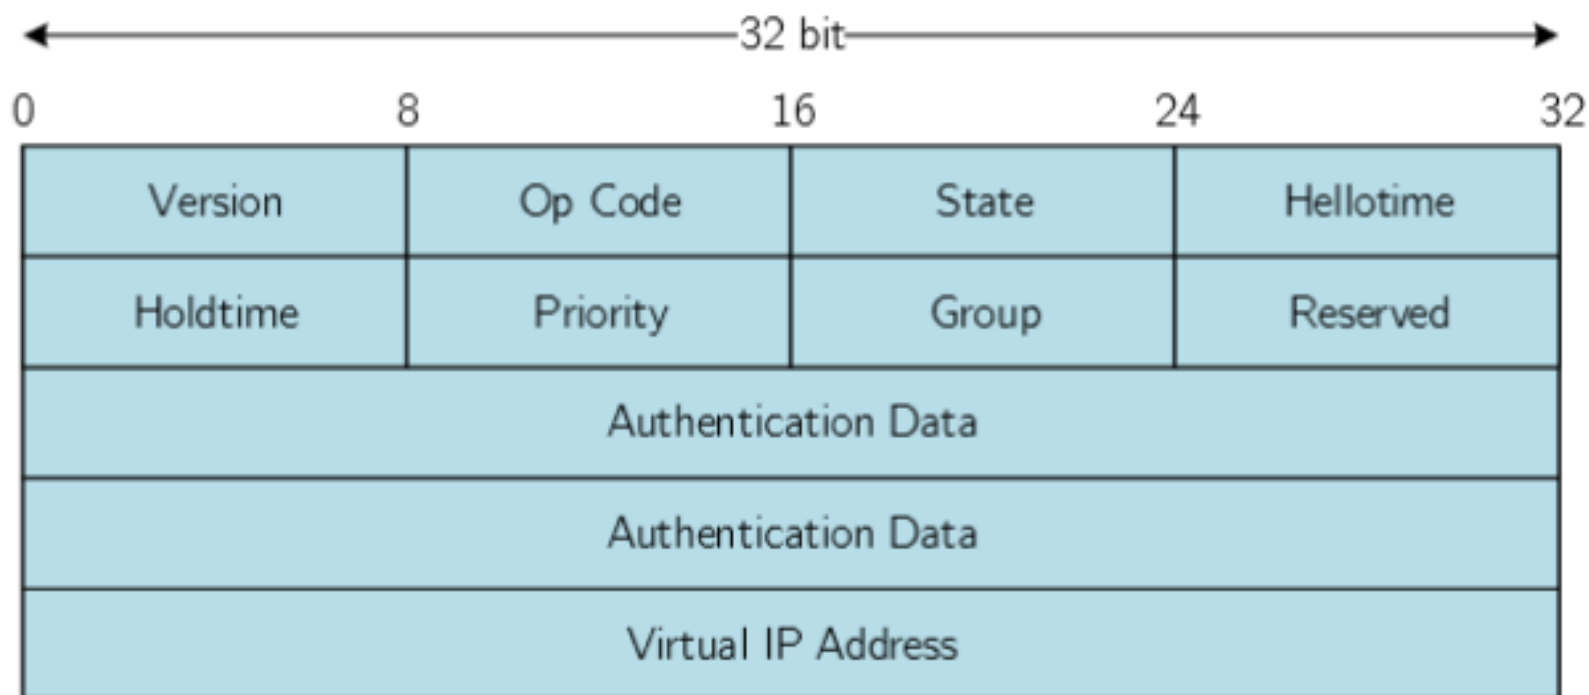 32 bit
0 8 16 24 32
Version Op Code State Hellotime
Holdtime Priority Group Reserved
Authentication Data
Authentication Data
Virtual IP Address